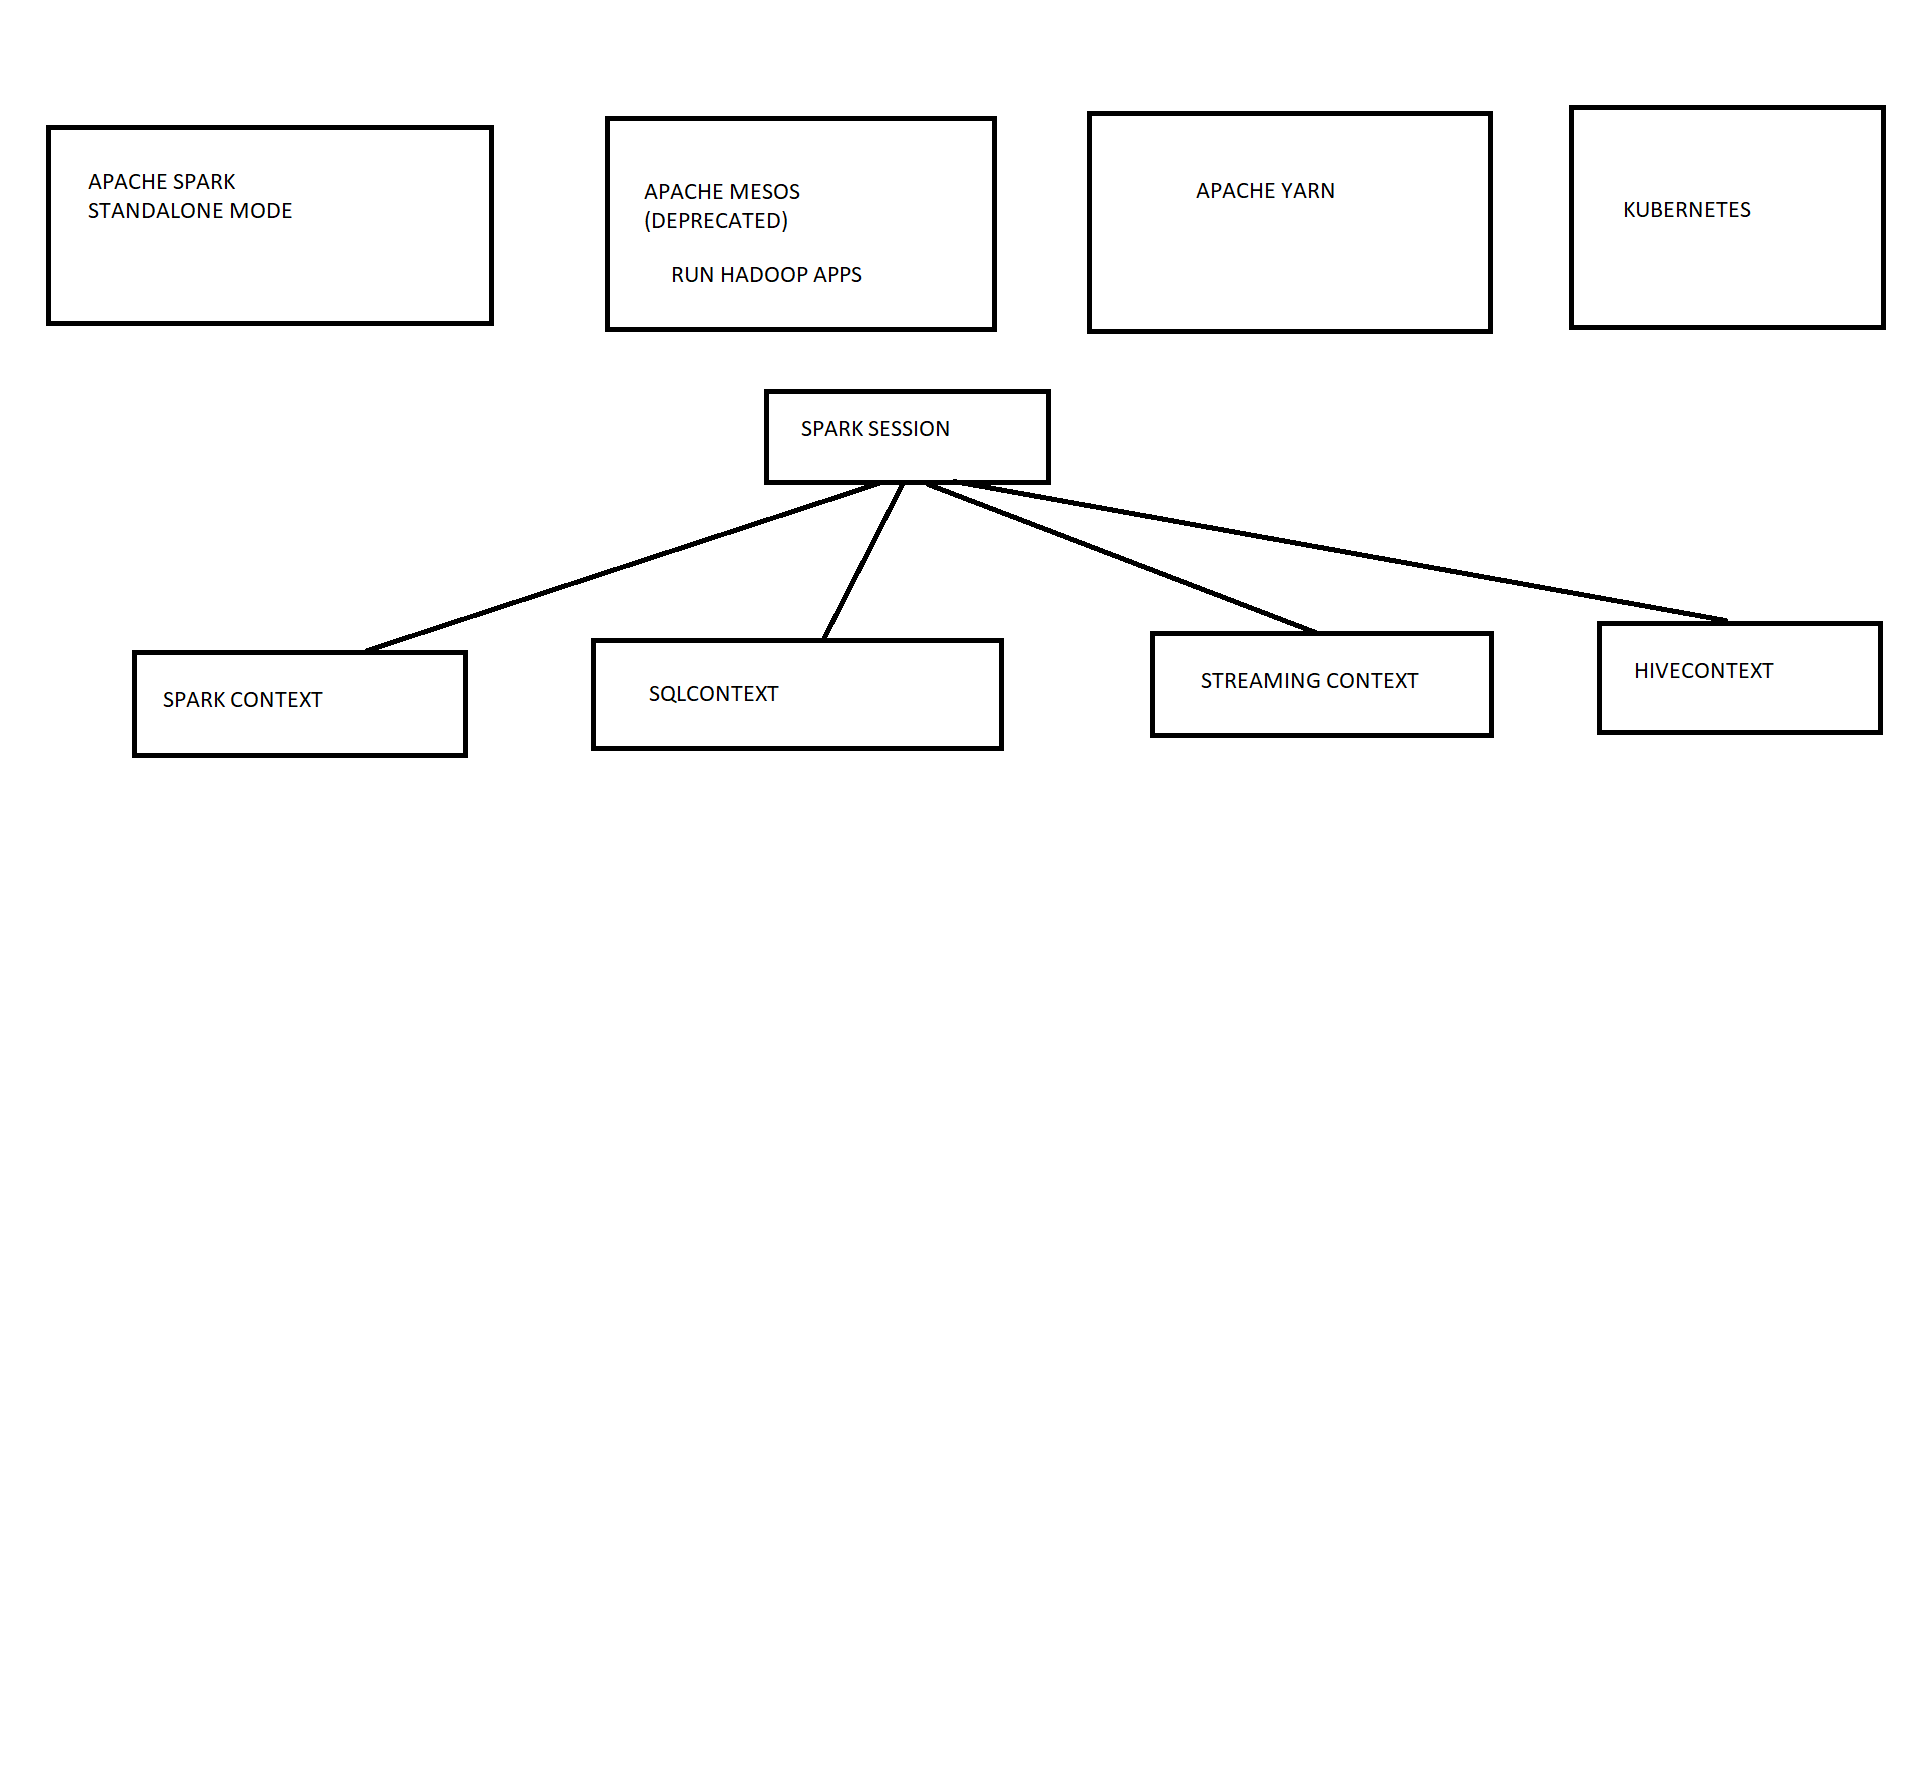 APACHE SPARK
STANDALONE MODE
APACHE MESOS
(DEPRECATED)
RUN HADOOP APPS
APACHE YARN
KUBERNETES
SPARK SESSION
SPARK CONTEXT
SQLCONTEXT
STREAMING CONTEXT
HIVECONTEXT